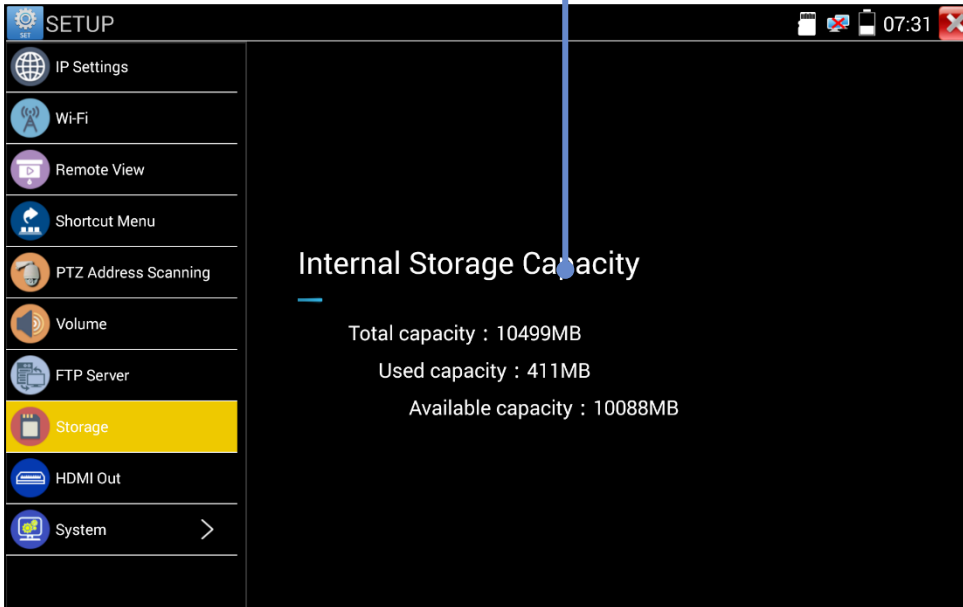 SET
SETUP
07:31
IP Settings
Wi-Fi
Remote View
Shortcut Menu
PTZ Address Scanning
Volume
FTP Server
Storage
HDMI Out
System
Internal Storage Capacity
Total capacity : 10499MB
Used capacity : 411MB
Available capacity : 10088MB